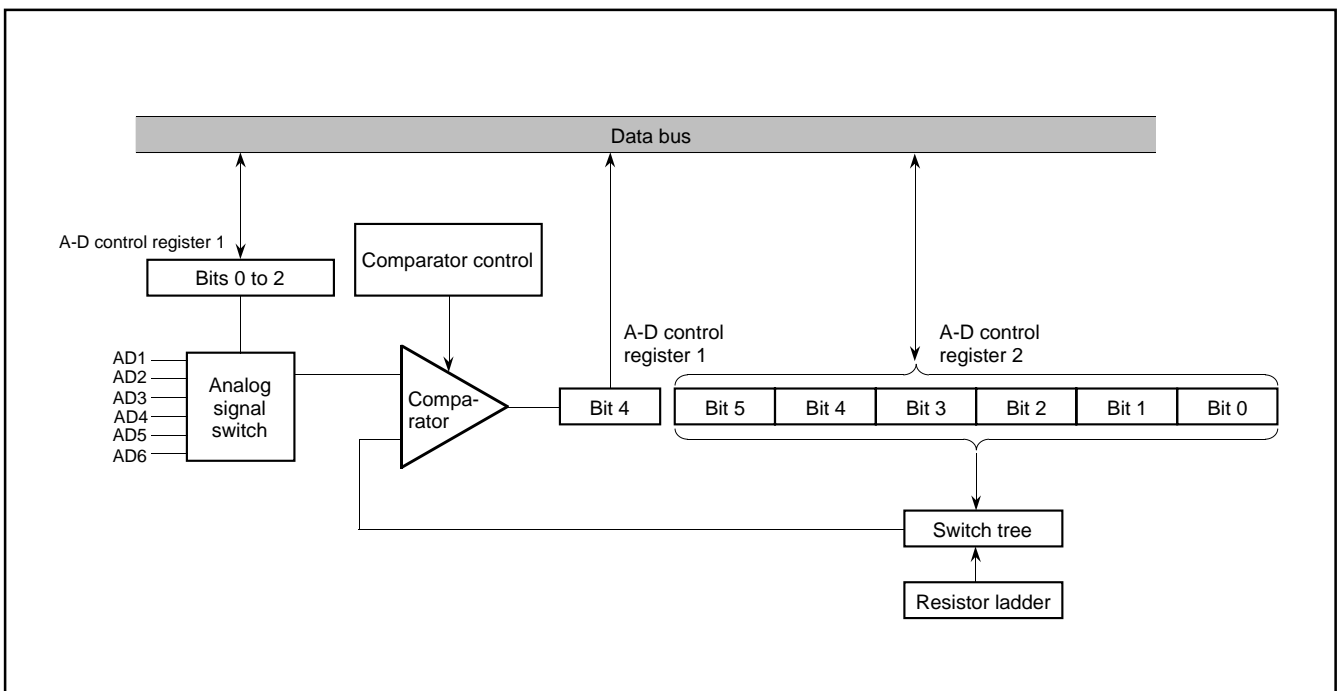 Data bus
A-D control register 1
Bits 0 to 2
Comparator control
AD1
AD2
AD3
AD4
AD5
AD6
Analog
signal
switch
Compa-
rator
A-D control
register 1
Bit 4
A-D control
register 2
Bit 5
Bit 4
Bit 3
Bit 2
Bit 1
Bit 0
Switch tree
Resistor ladder